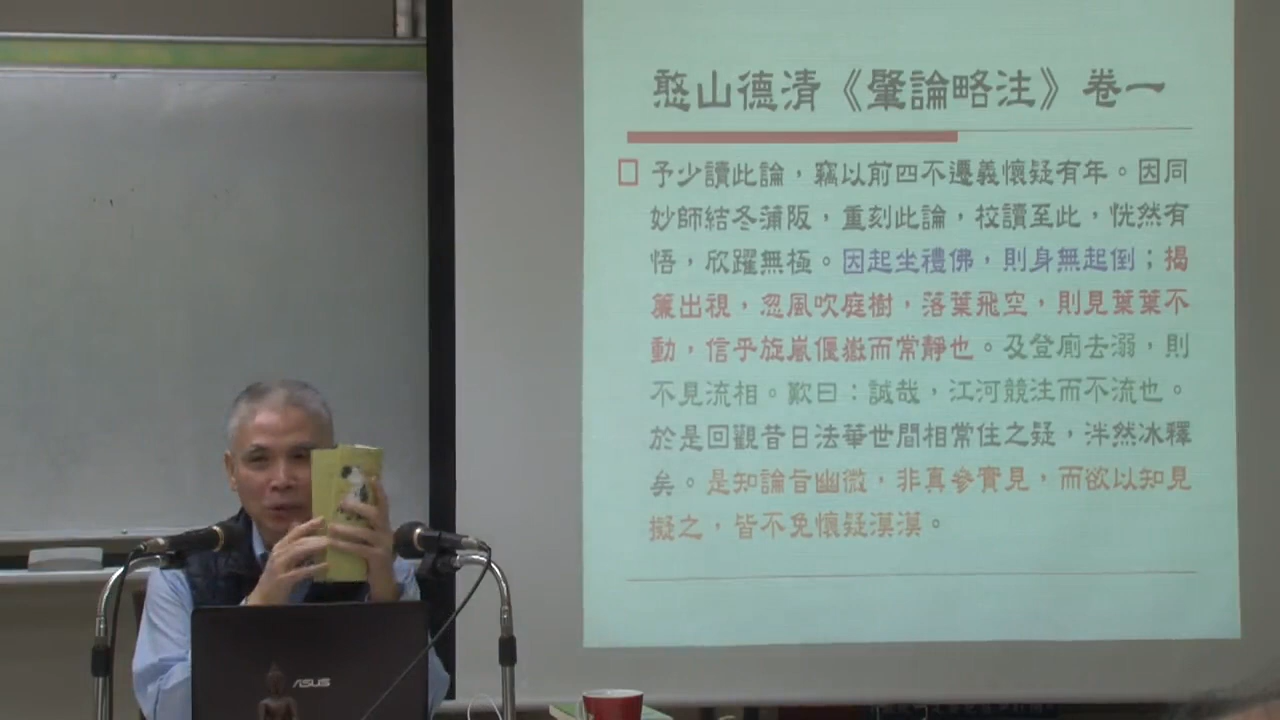 憨山德清《肇論略注》卷一
予少讀此論，竊以前四不遷義懷疑有年。因同
妙師結冬蒲阪，重刻此論，校讀至此，恍然有
悟，欣躍無極。因起坐禮佛，則身無起倒；揭
簾出視，忽風吹庭樹，落葉飛空，則見葉葉不
動，信乎旋嵐偃嶽而常靜也。及登廁去溺，則
不見流相。歎曰：誠哉，江河競注而不流也。
於是回觀昔日法華世間相常住之疑，泮然冰釋
矣。是知論旨幽微，非真參實見，而欲以知見
擬之，皆不免懷疑漠漠。
ASUS